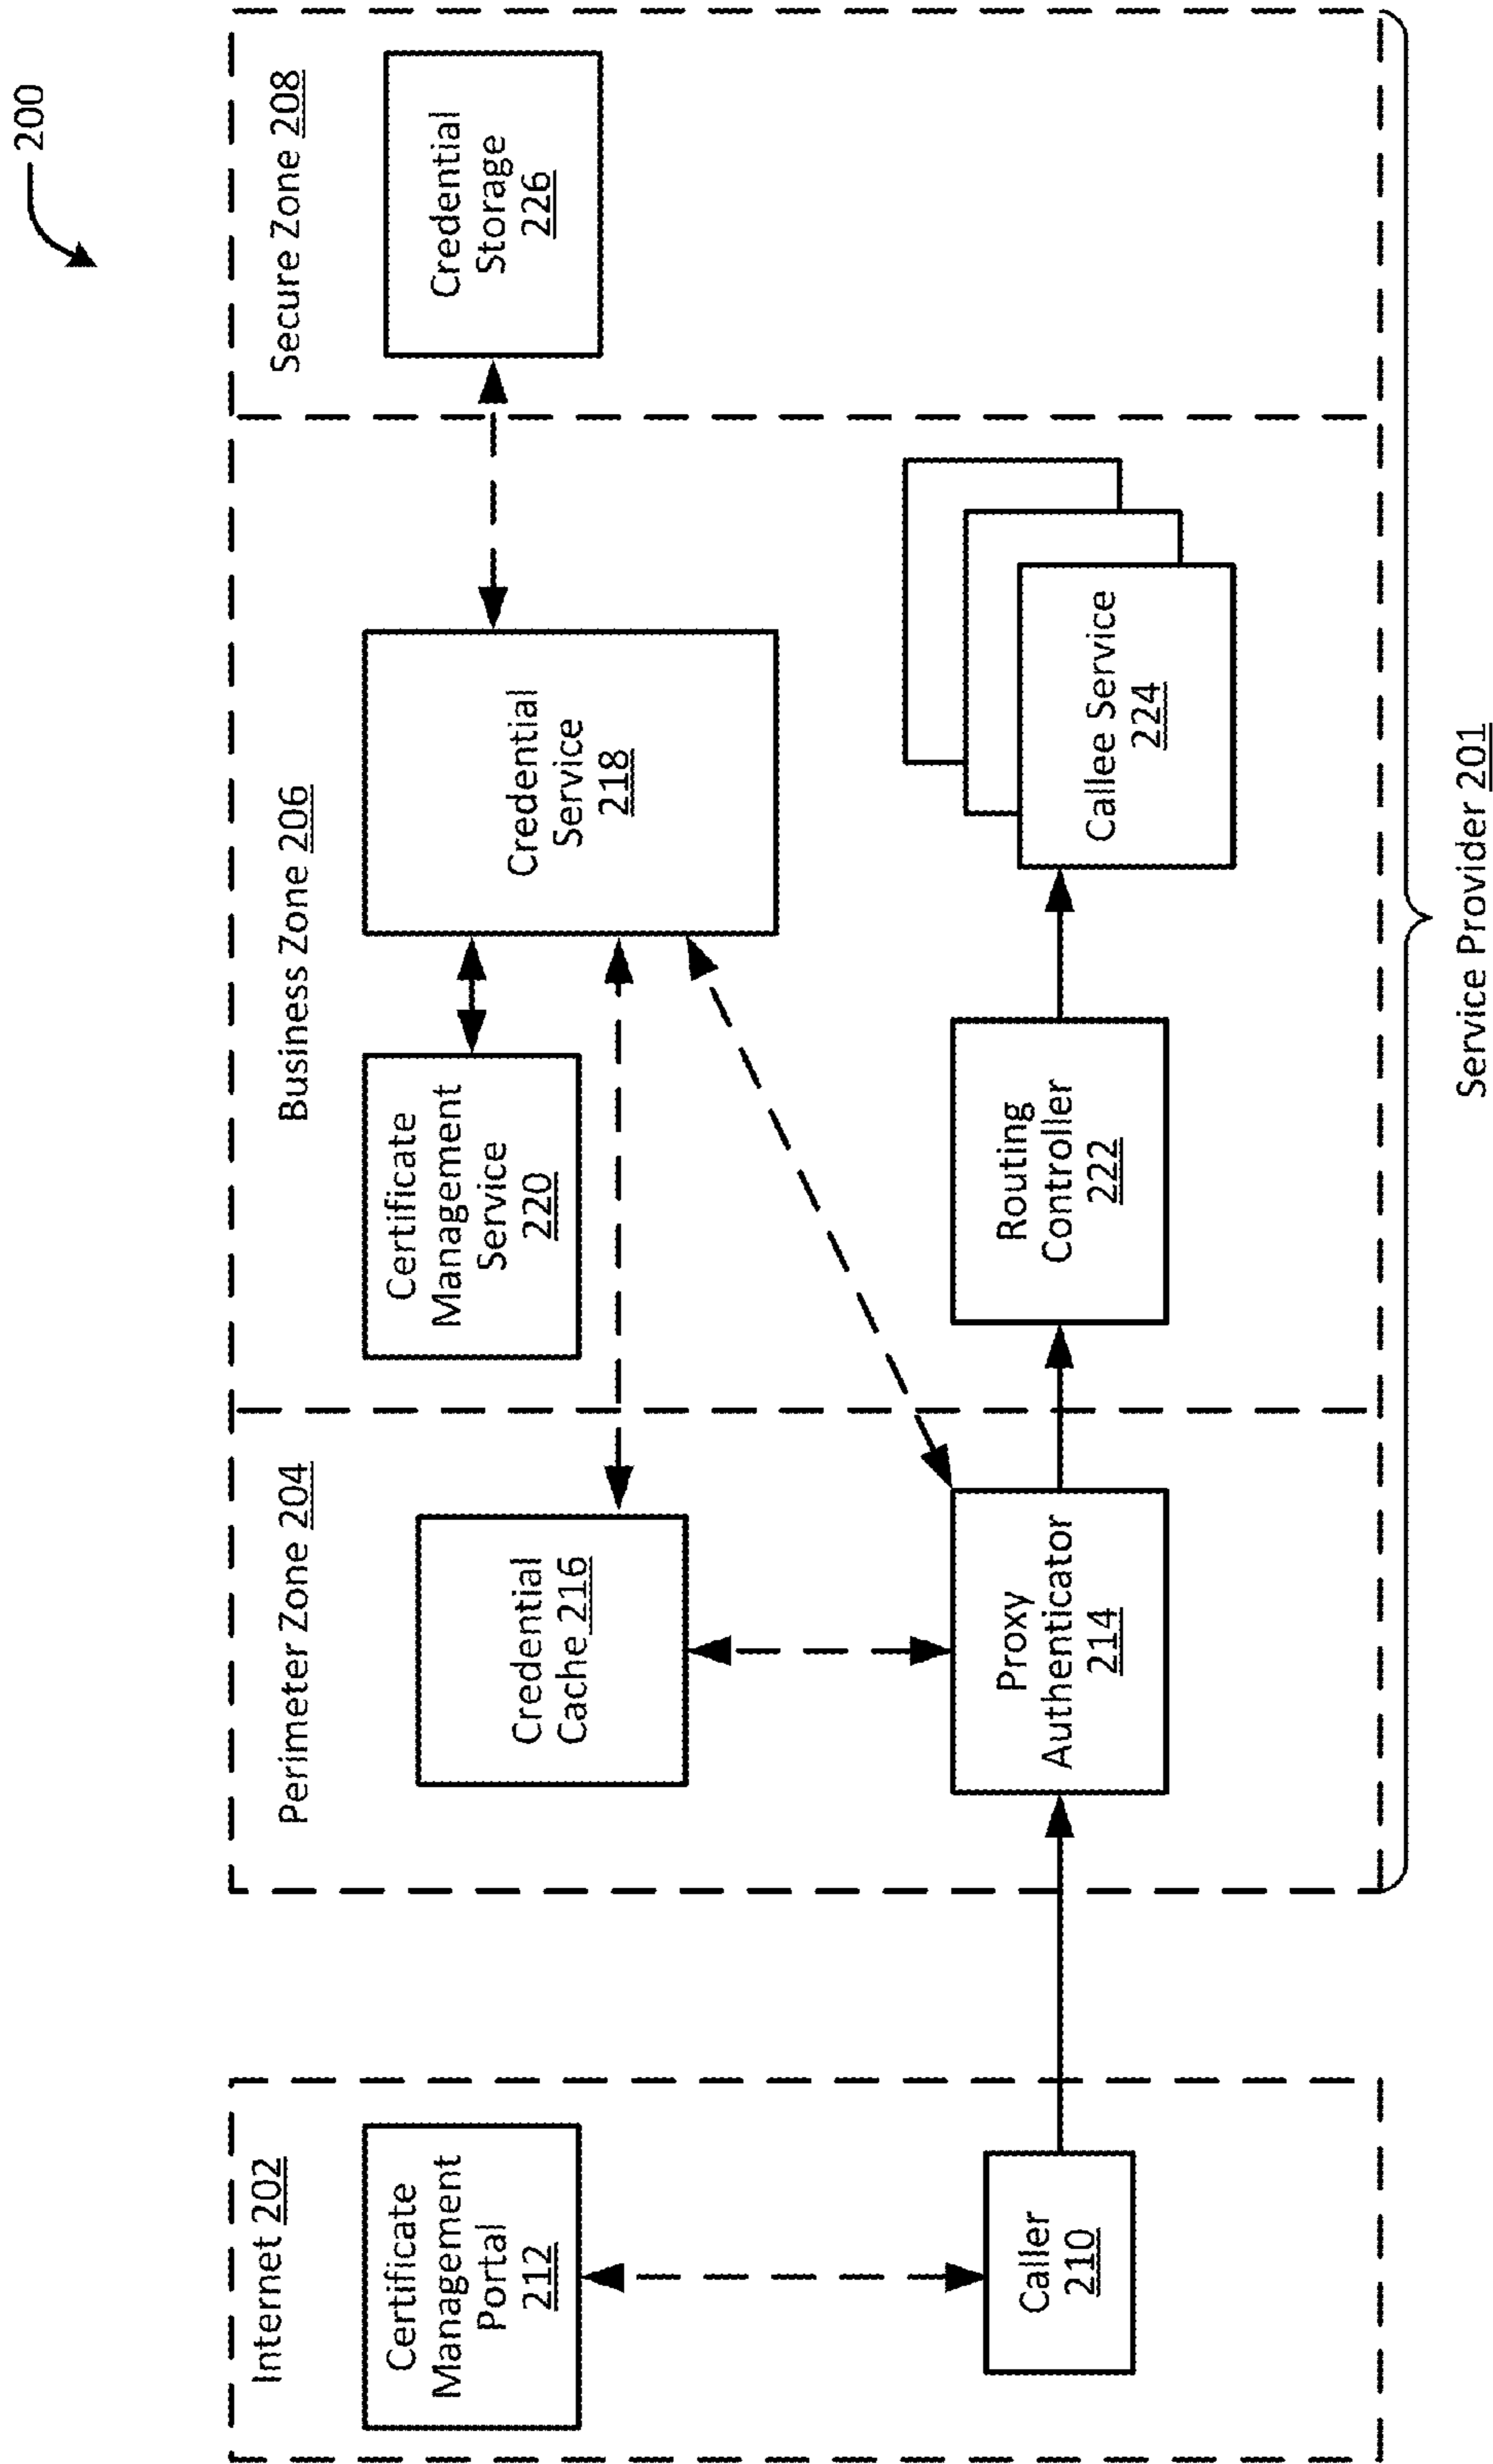 200
Internet 202
Certificate
Management
Portal
212
Caller
210
Perimeter Zone 204
Credential
Cache 216
Proxy
Authenticator
214
Business Zone 206
Certificate
Management
Service
220
Credential
Service
218
Routing
Controller
222
Callee Service
224
Secure Zone 208
Credential
Storage
226
Service Provider 201